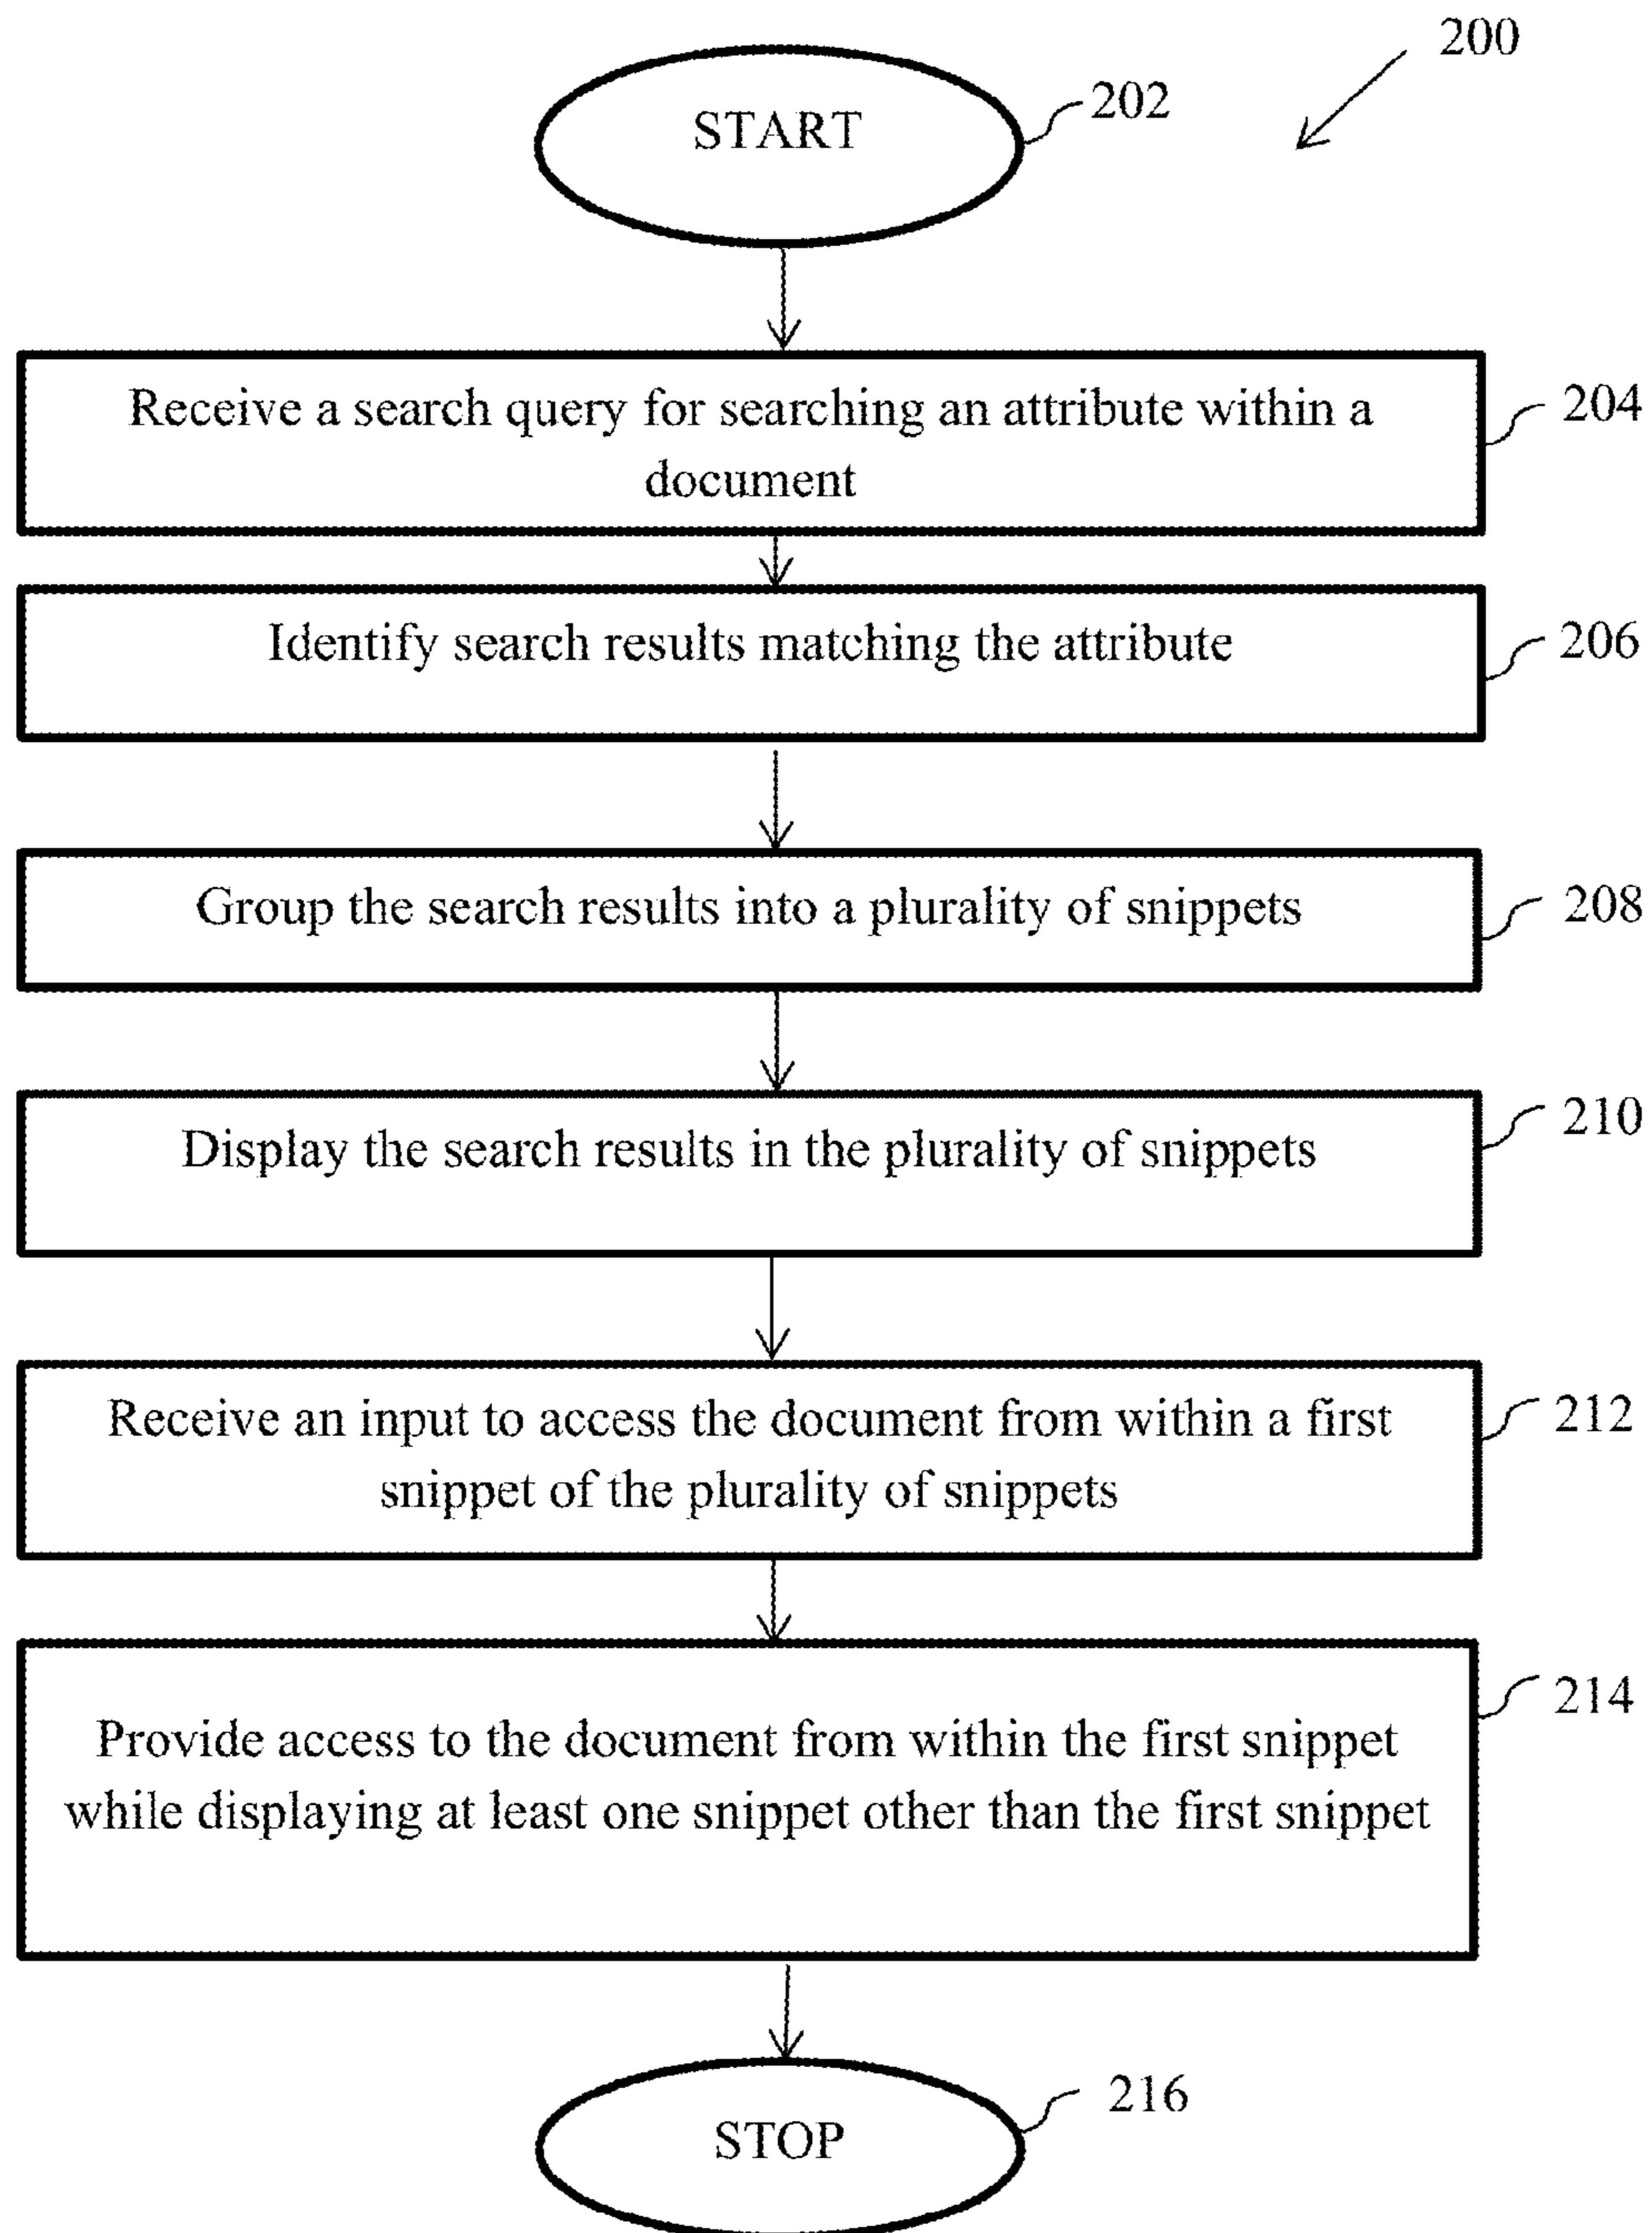 200
START
202
Receive a search query for searching an attribute within a
document
204
Identify search results matching the attribute
206
Group the search results into a plurality of snippets
208
Display the search results in the plurality of snippets
210
Receive an input to access the document from within a first
snippet of the plurality of snippets
212
Provide access to the document from within the first snippet
while displaying at least one snippet other than the first snippet
214
STOP
216